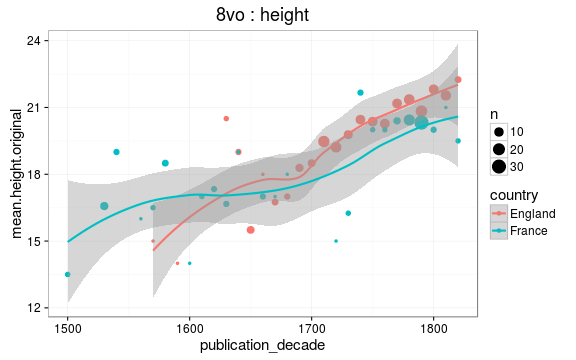 8vo : height
24
21
18
15
12
mean.height.original
1500
1600
1700
1800
publication_decade
n
10
20
30
country
England
France